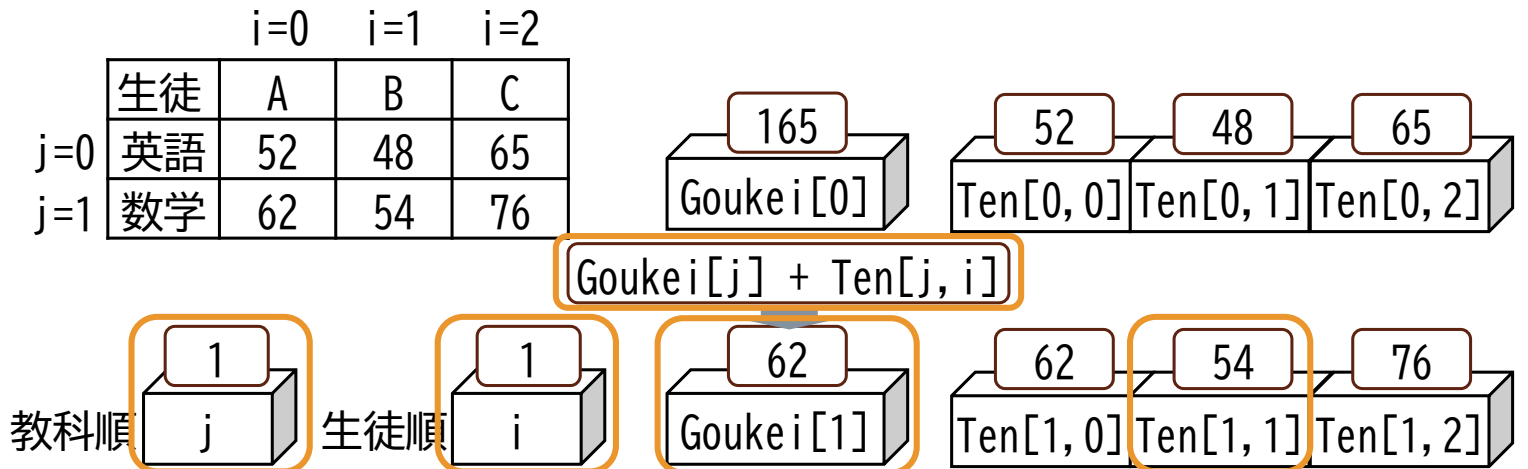 i=0 i=1 i=2
生徒 A B C
j=0 英語 52 48 65
j=1 数学 62 54 76
165 52 48 65
Goukei[0] Ten[0,0] Ten[0,1] Ten[0,2]
Goukei[j] + Ten[j,i]
1 1 62 62 54 76
教科順 j 生徒順 i Goukei[1] Ten[1,0] Ten[1,1] Ten[1,2]